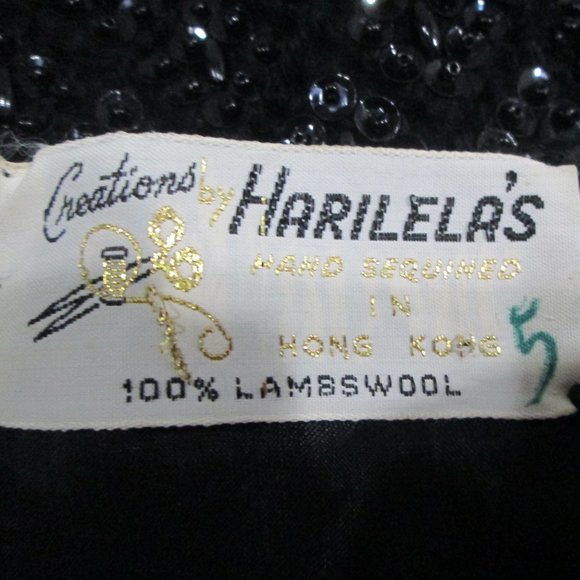 Creations by HARILELA'S
HAND SEQUINED
IN
HONG KONG 5
100% LAMBSWOOL